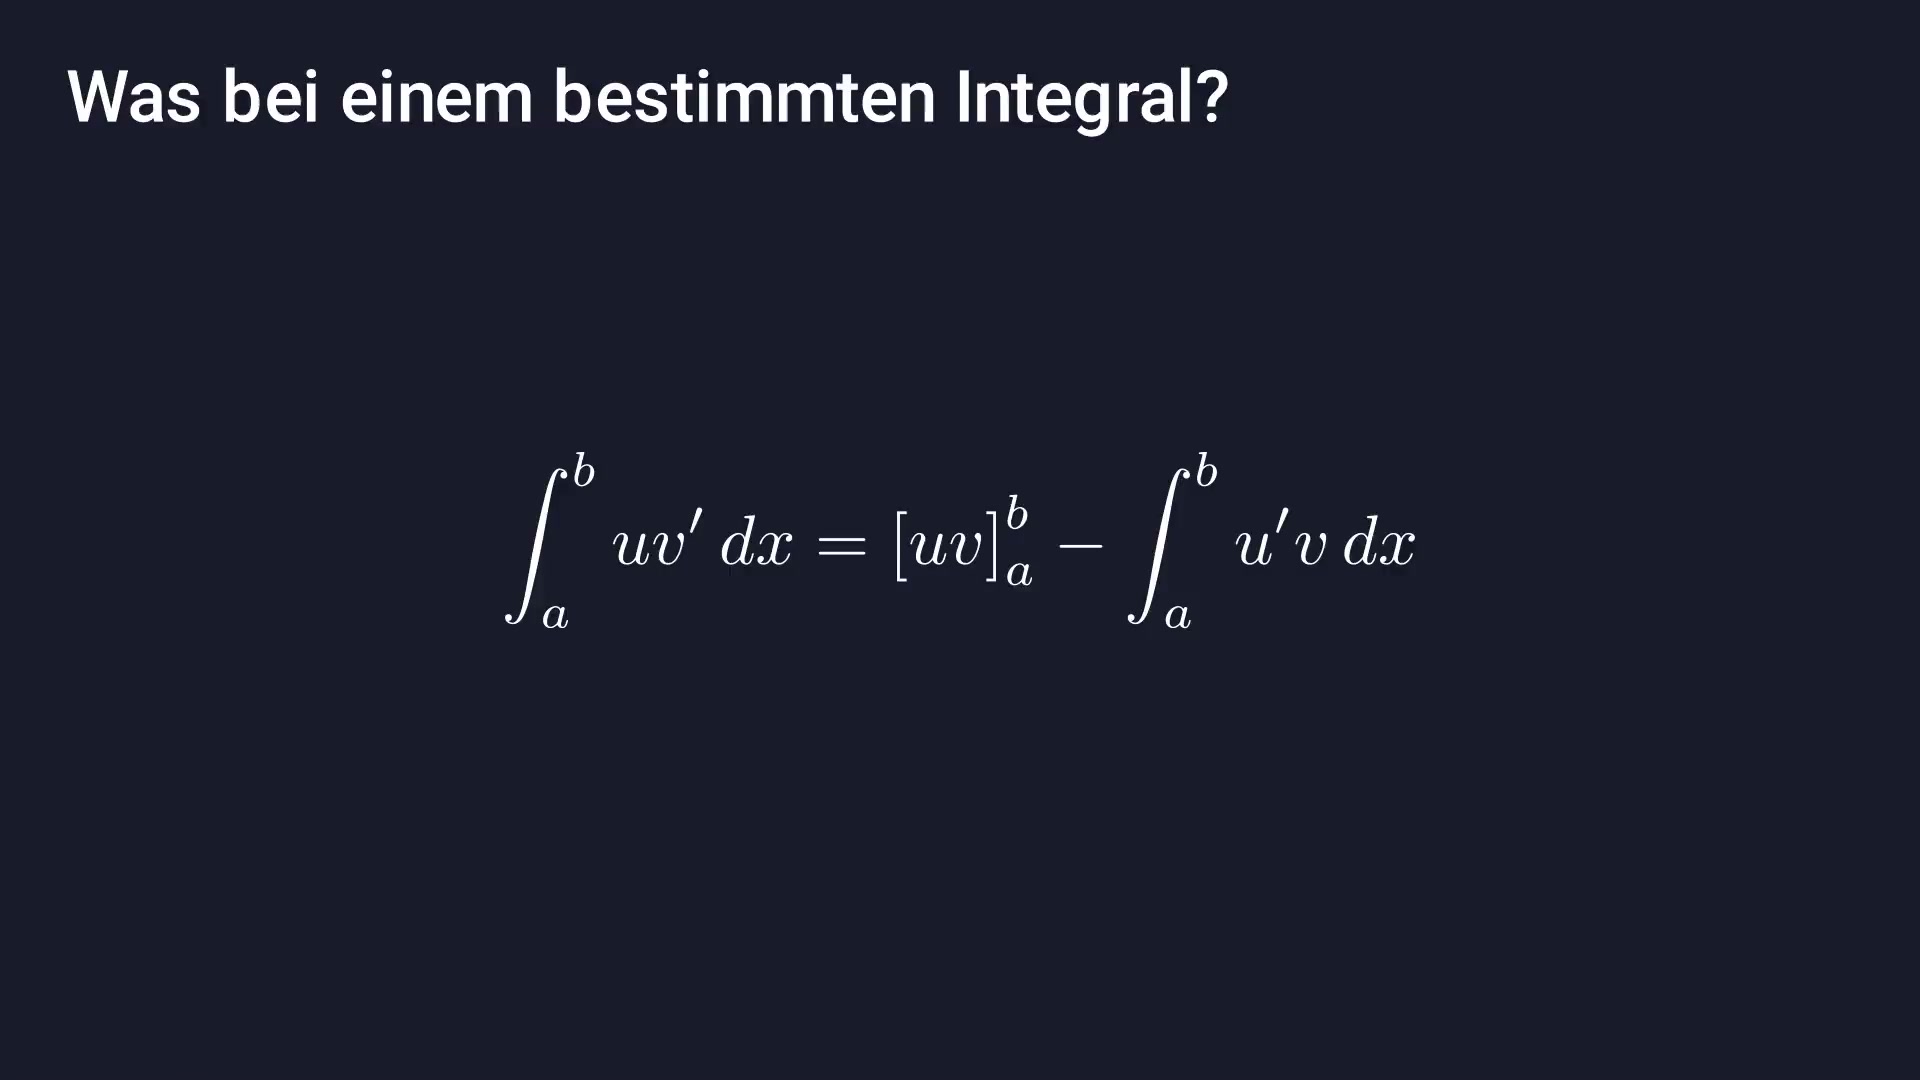 Was bei einem bestimmten Integral?
∫_a^b uv′ dx = [uv]_a^b − ∫_a^b u′v dx